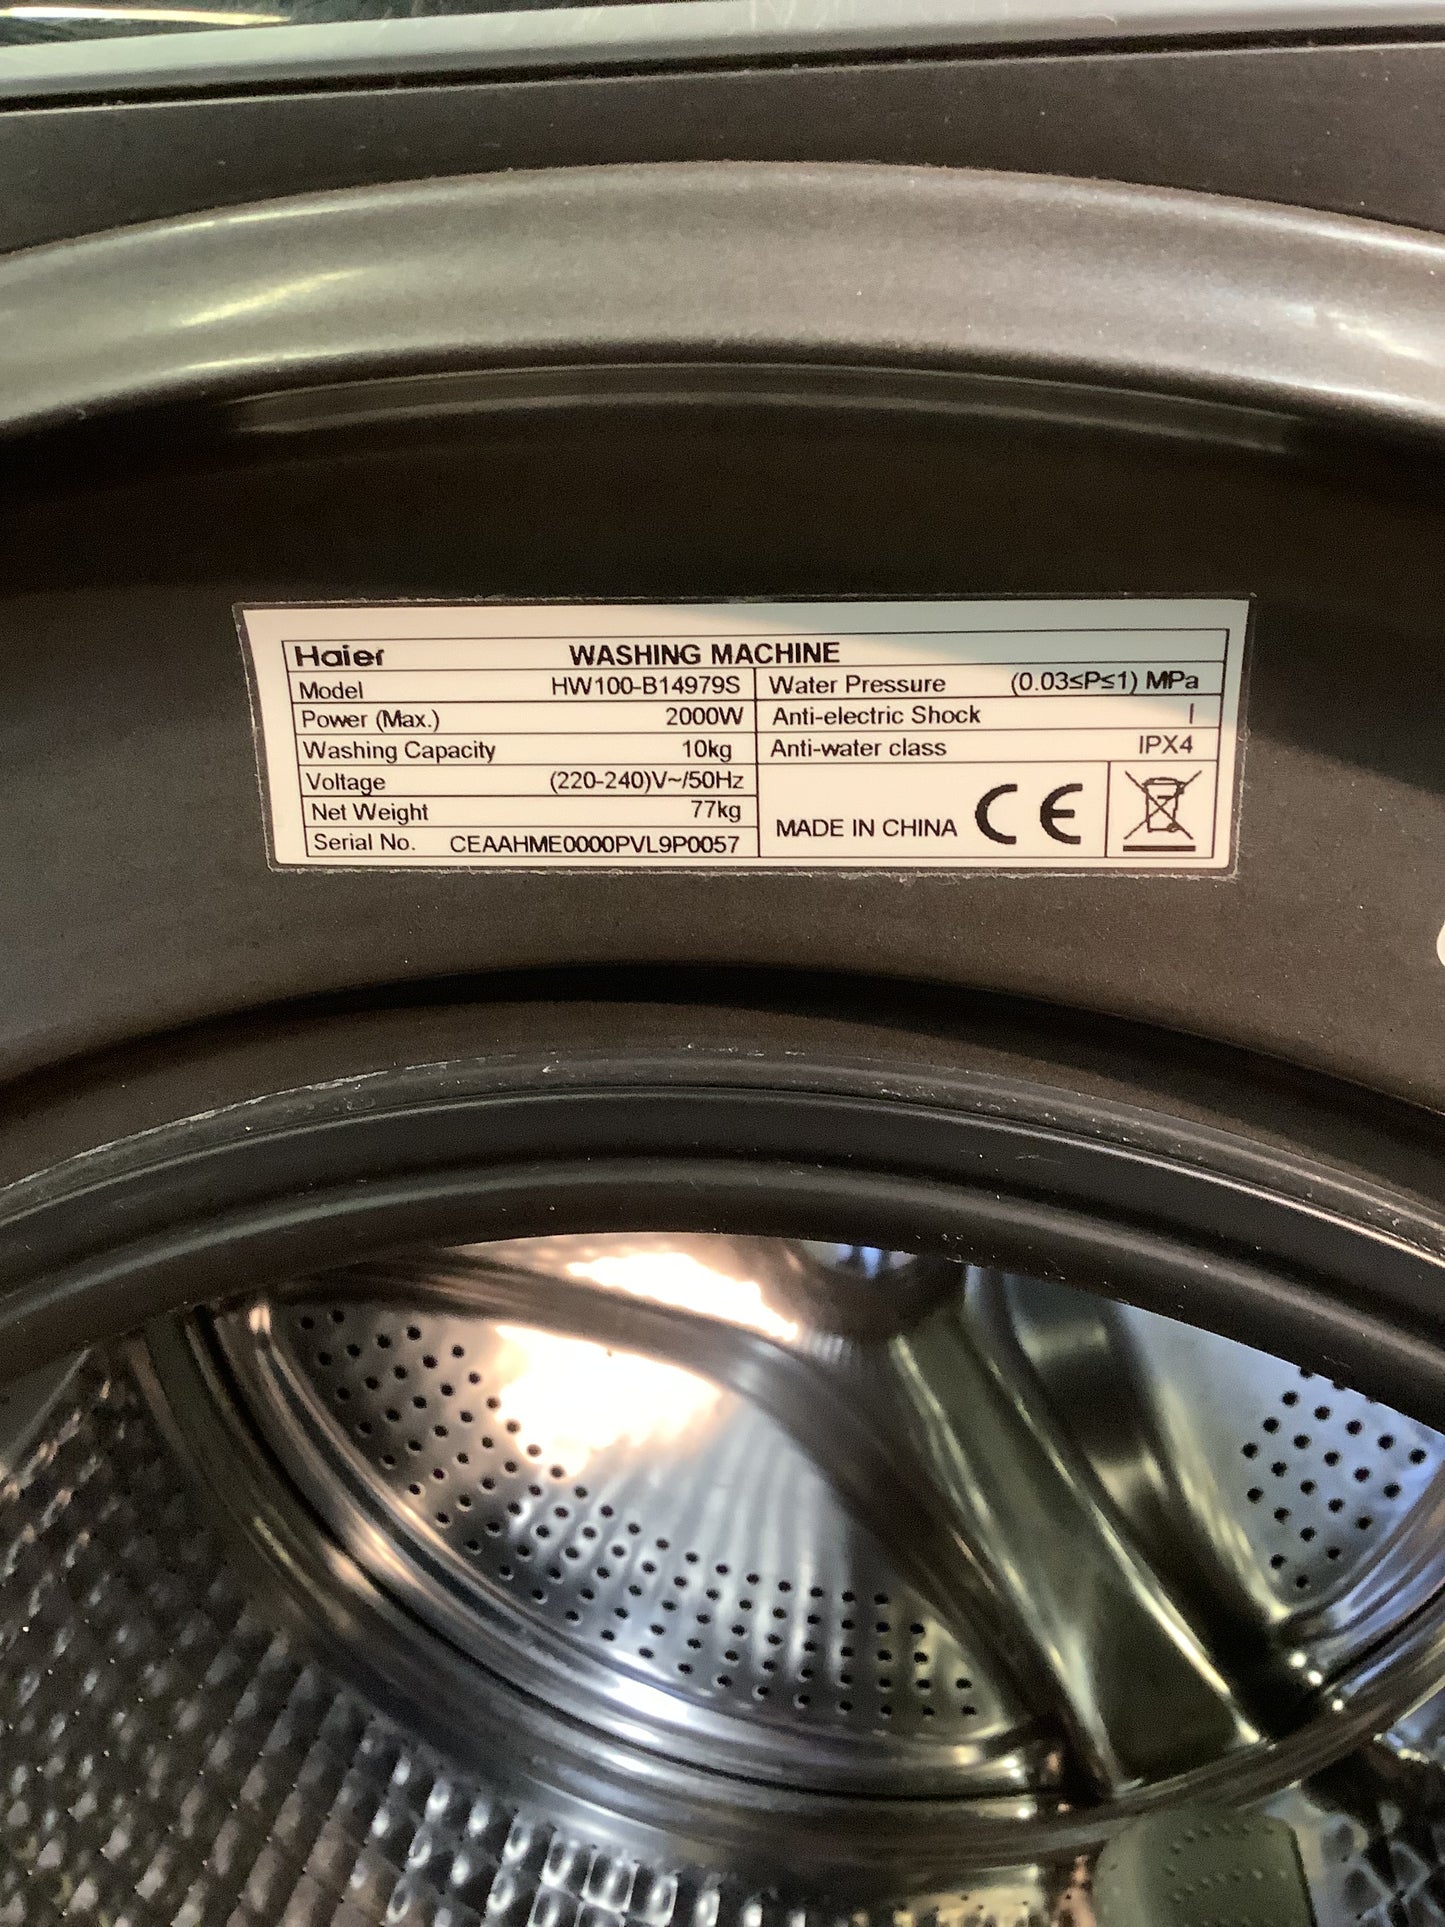 Haier WASHING MACHINE
Model HW100-B14979S Water Pressure (0.03≤P≤1) MPa
Power (Max.) 2000W Anti-electric Shock I
Washing Capacity 10kg Anti-water class IPX4
Voltage (220-240)V~/50Hz
Net Weight 77kg MADE IN CHINA CE
Serial No. CEAAHME0000PVL9P0057